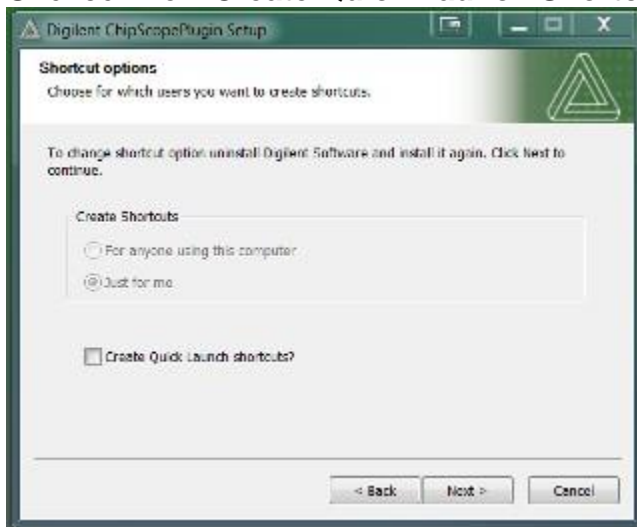 Digilent ChipScopePlugin Setup
X
Shortcut options
Choose for which users you want to create shortcuts.
To change shortcut option uninstall Digilent Software and install it again. Click Next to
continue.
Create Shortcuts
For anyone using this computer
Just for me
Create Quick Launch shortcuts?
< Back Next > Cancel